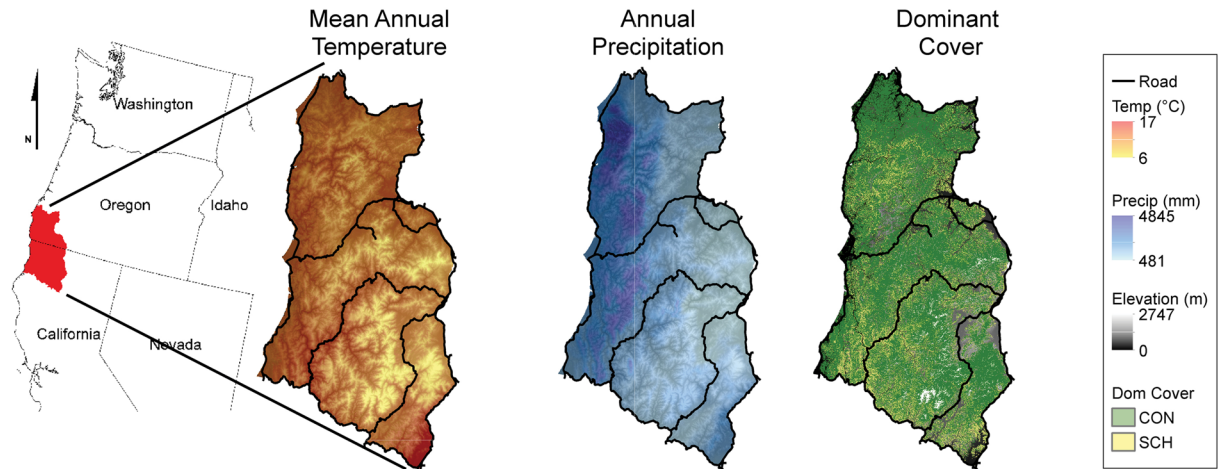 Mean Annual
Temperature
Annual
Precipitation
Dominant
Cover
N
Washington
Oregon
Idaho
California
Nevada
Road
Temp (°C)
17
6
Precip (mm)
4845
481
Elevation (m)
2747
0
Dom Cover
CON
SCH